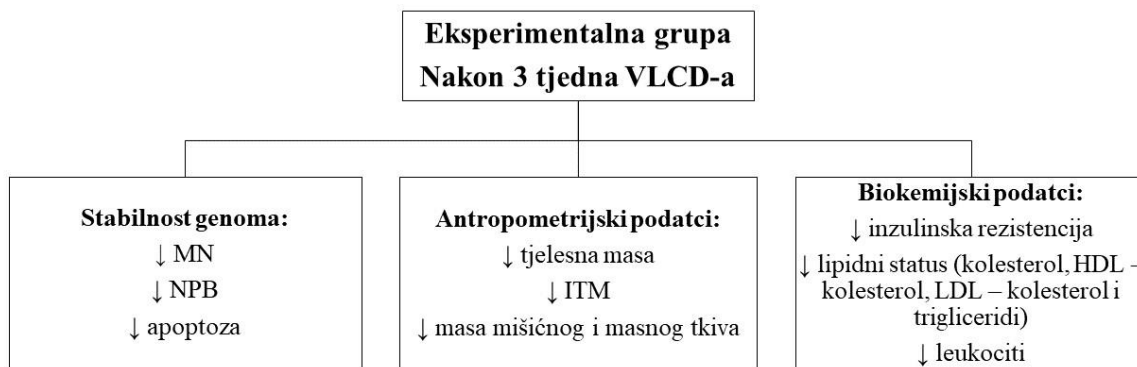 Eksperimentalna grupa
Nakon 3 tjedna VLCD-a
Stabilnost genoma:
↓ MN
↓ NPB
↓ apoptoza
Antropometrijski podatci:
↓ tjelesna masa
↓ ITM
↓ masa mišićnog i masnog tkiva
Biokemijski podatci:
↓ inzulinska rezistencija
↓ lipidni status (kolesterol, HDL –
kolesterol, LDL – kolesterol i
trigliceridi)
↓ leukociti